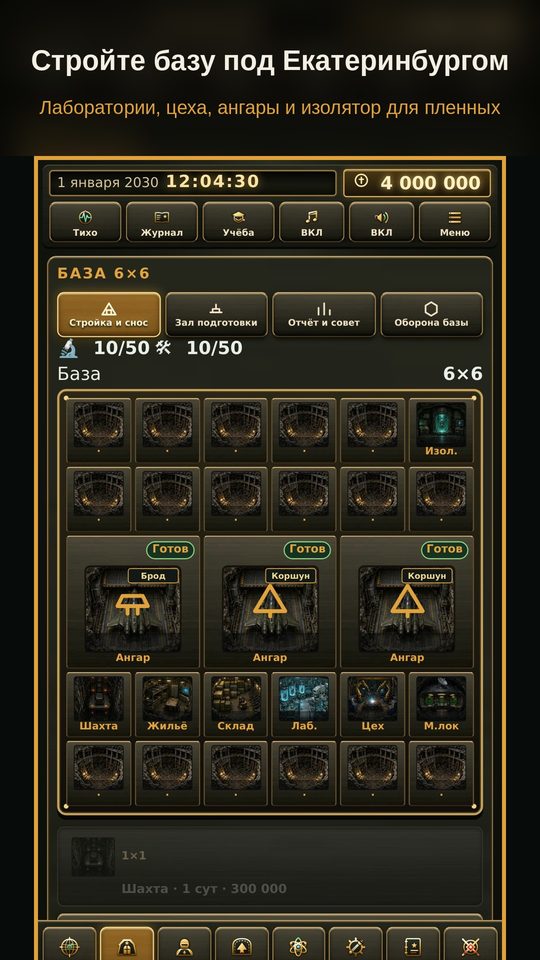 Стройте базу под Екатеринбургом
Лаборатории, цеха, ангары и изолятор для пленных
1 января 2030 12:04:30 4 000 000
Тихо Журнал Учёба ВКЛ ВКЛ Меню
БАЗА 6×6
Стройка и снос Зал подготовки Отчёт и совет Оборона базы
10/50 10/50
База 6×6
Изол.
Готов Готов Готов
Брод Коршун Коршун
Ангар Ангар Ангар
Шахта Жильё Склад Лаб. Цех М.лок
1×1
Шахта · 1 сут · 300 000